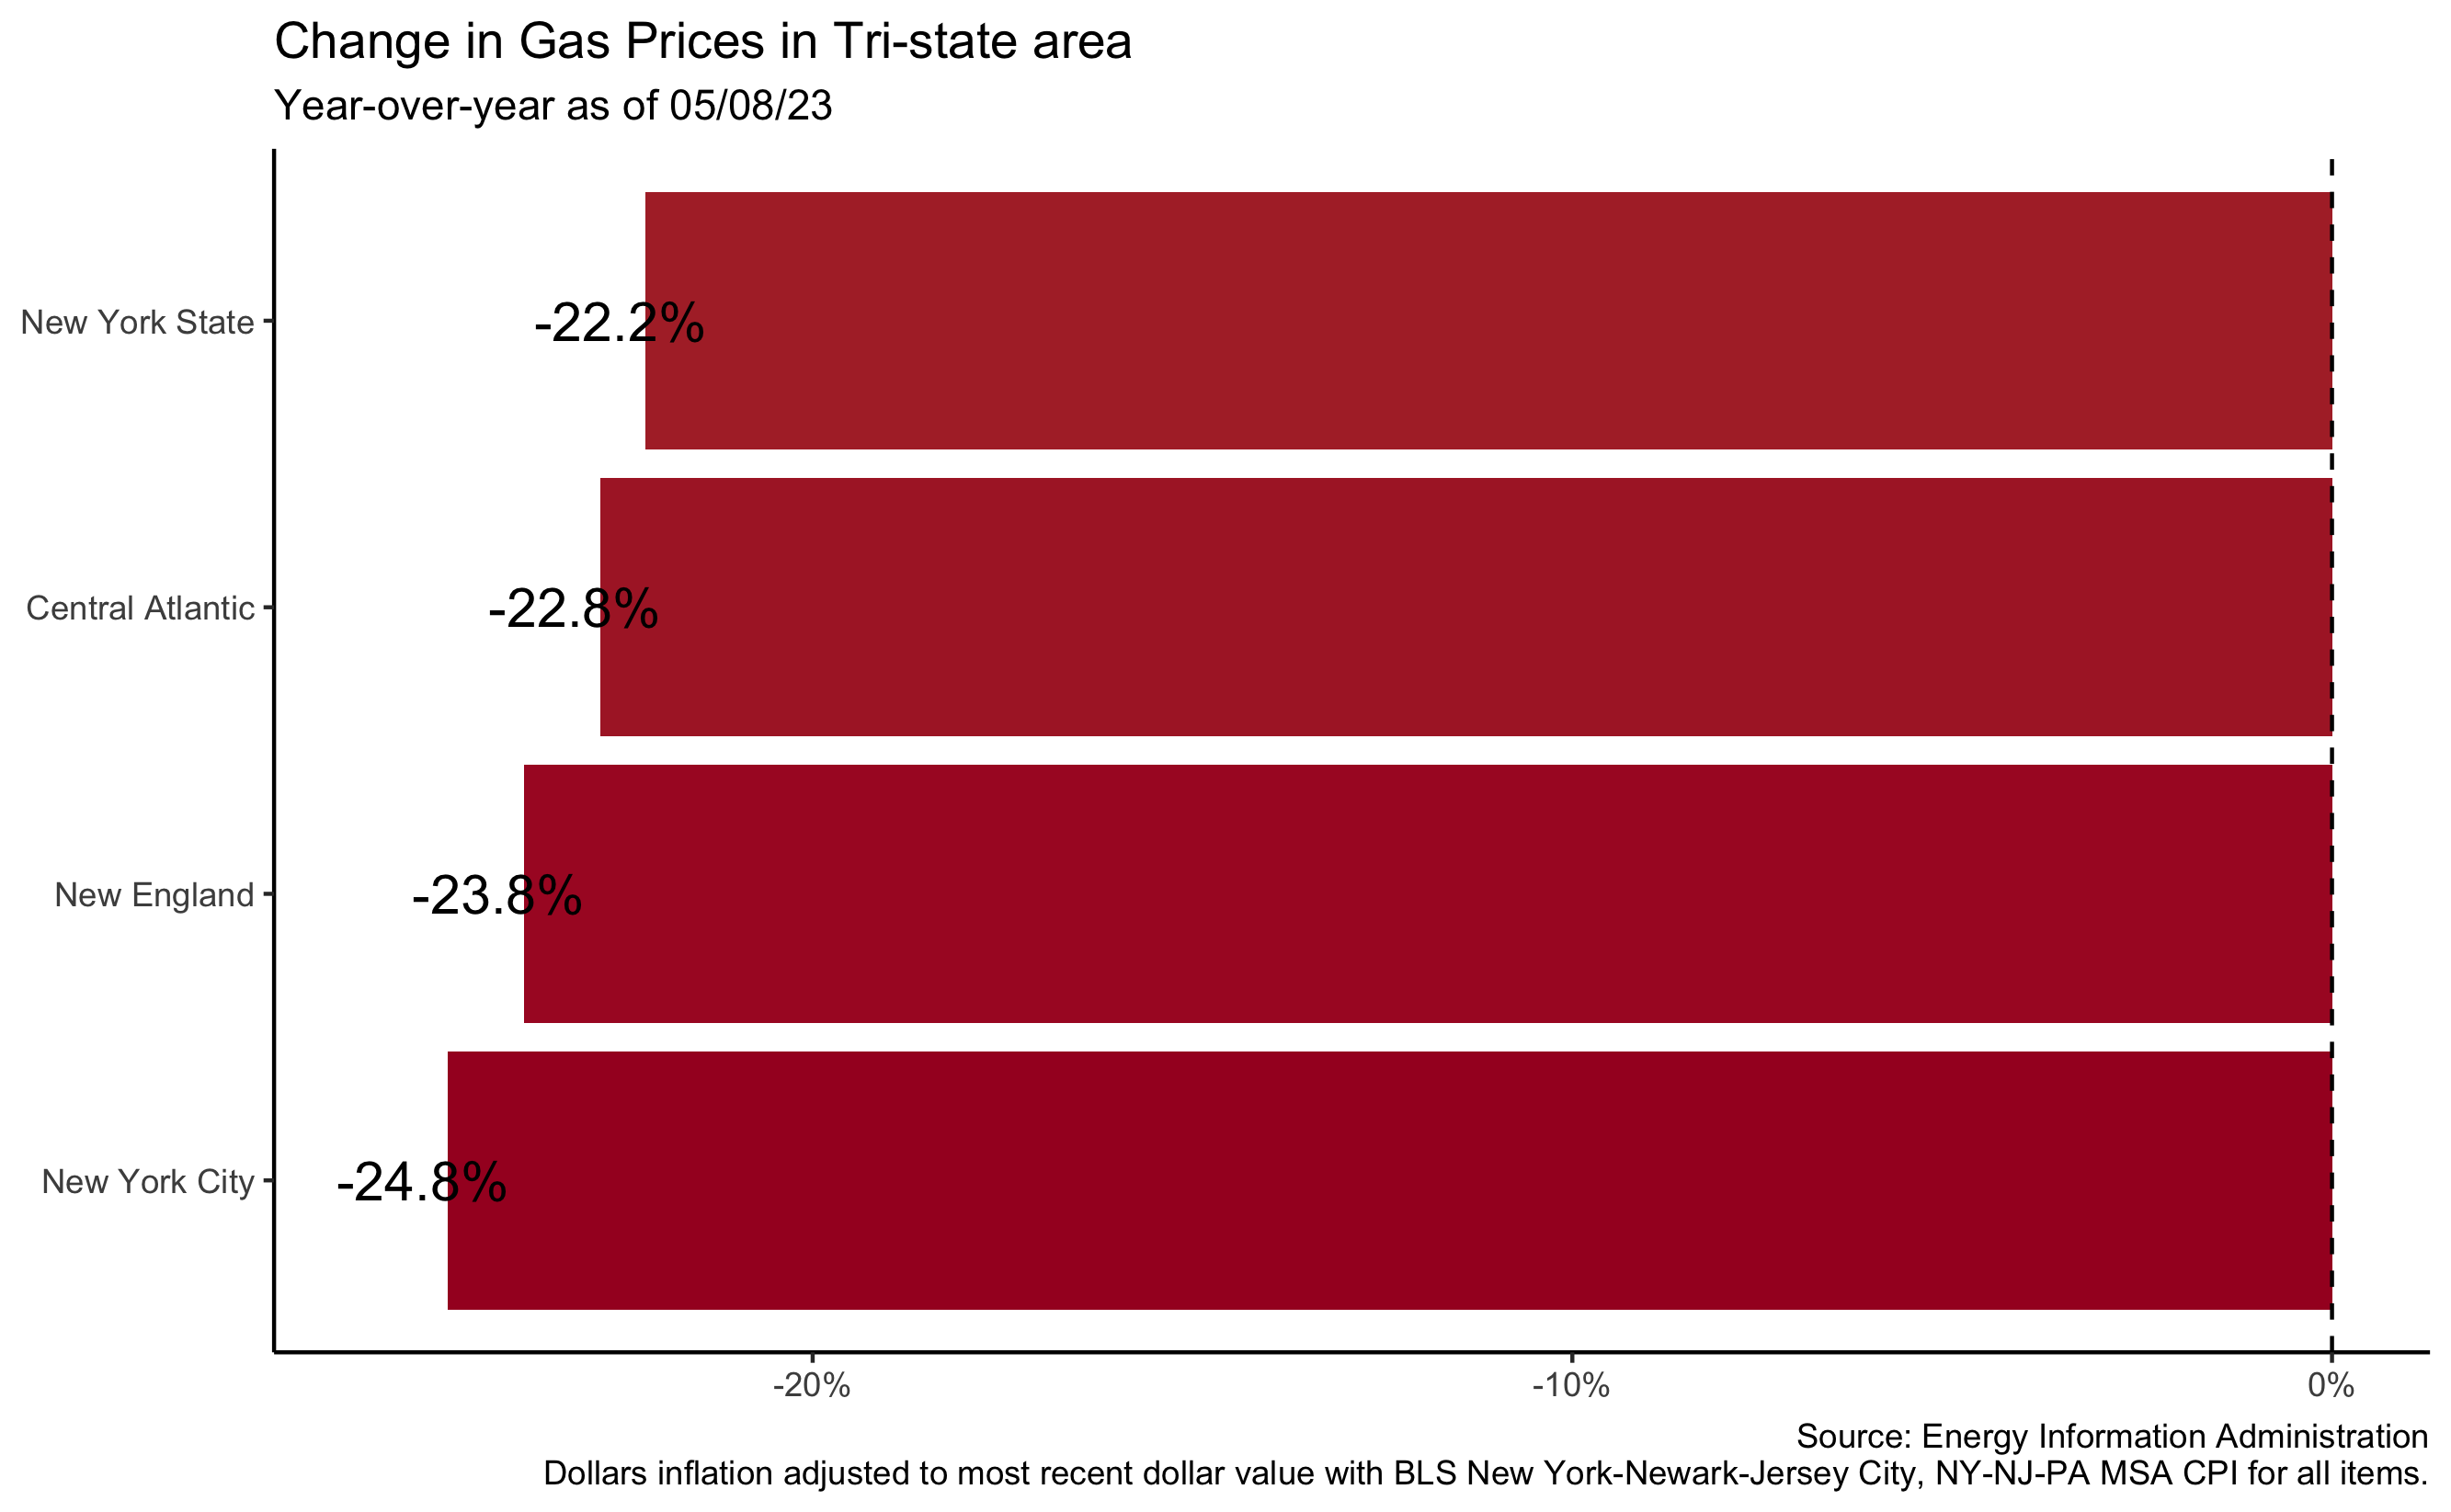 Change in Gas Prices in Tri-state area
Year-over-year as of 05/08/23
New York State
-22.2%
Central Atlantic
-22.8%
New England
-23.8%
New York City
-24.8%
-20%
-10%
0%
Source: Energy Information Administration
Dollars inflation adjusted to most recent dollar value with BLS New York-Newark-Jersey City, NY-NJ-PA MSA CPI for all items.